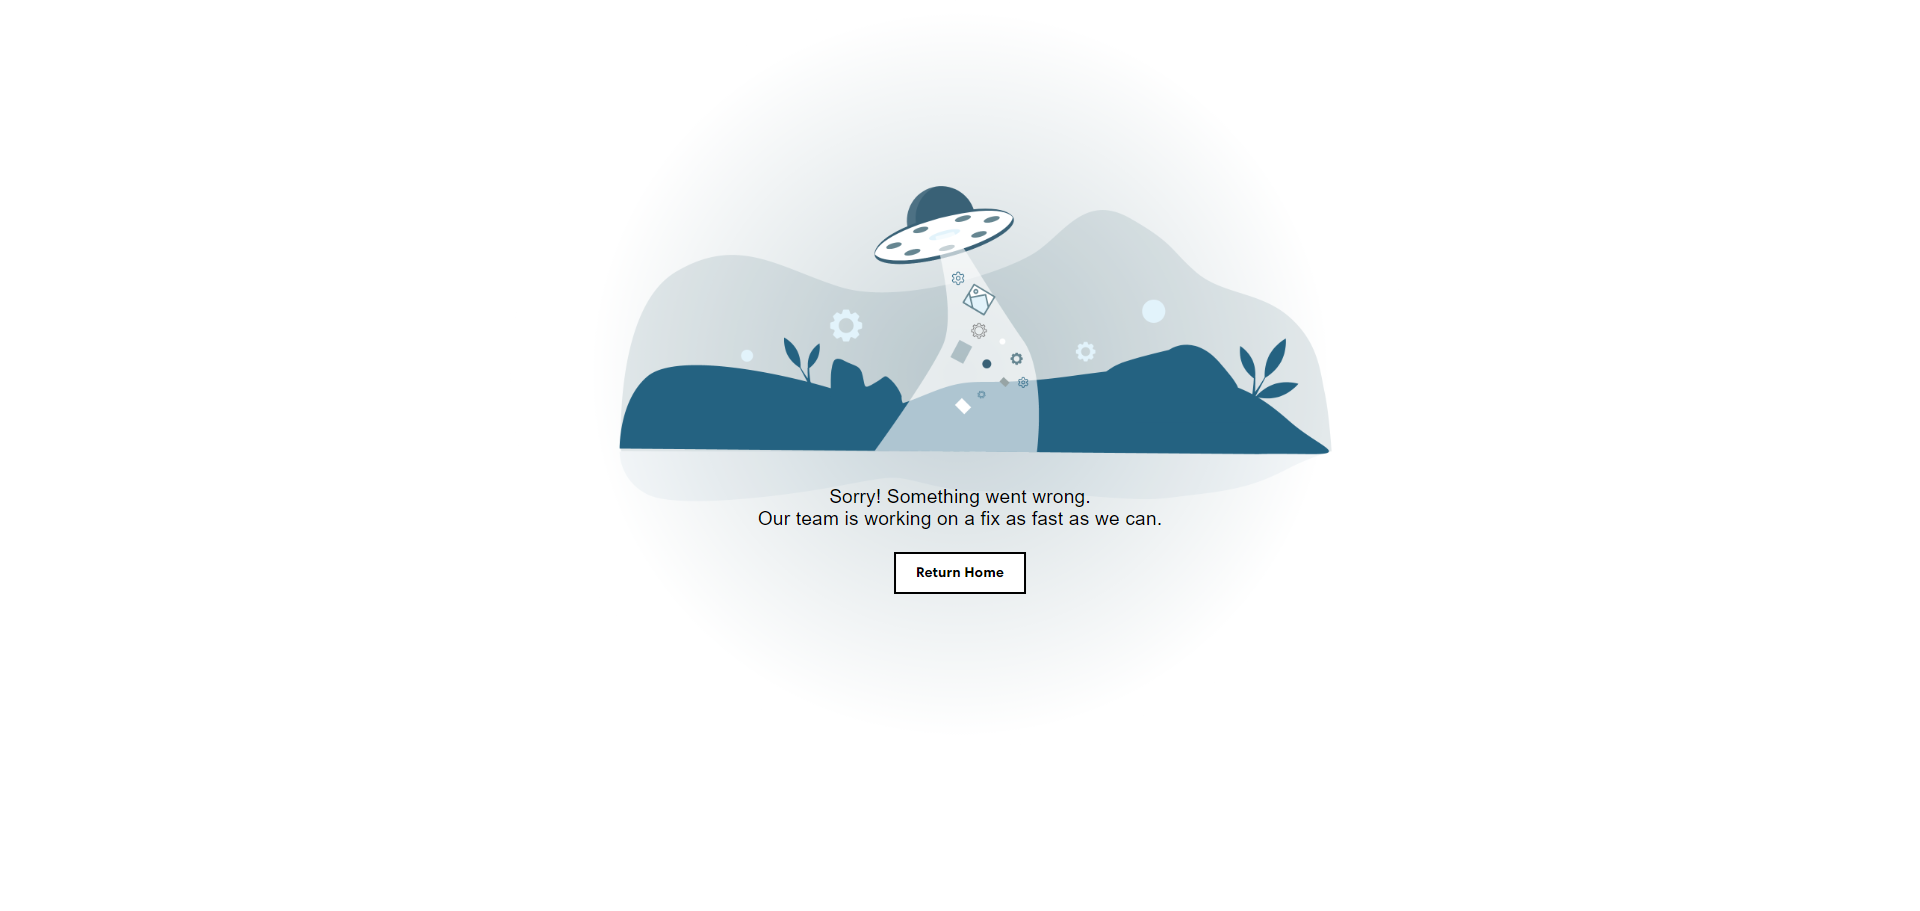 Sorry! Something went wrong.
Our team is working on a fix as fast as we can.
Return Home